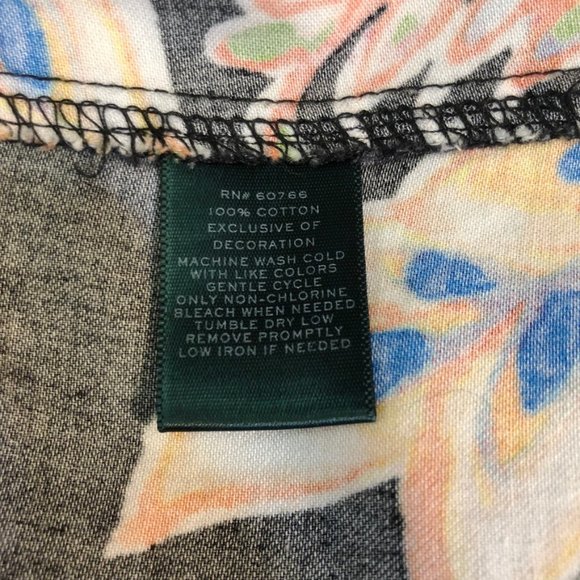 RN# 60766
100% COTTON
EXCLUSIVE OF
DECORATION
MACHINE WASH COLD
WITH LIKE COLORS
GENTLE CYCLE
ONLY NON-CHLORINE
BLEACH WHEN NEEDED
TUMBLE DRY LOW
REMOVE PROMPTLY
LOW IRON IF NEEDED